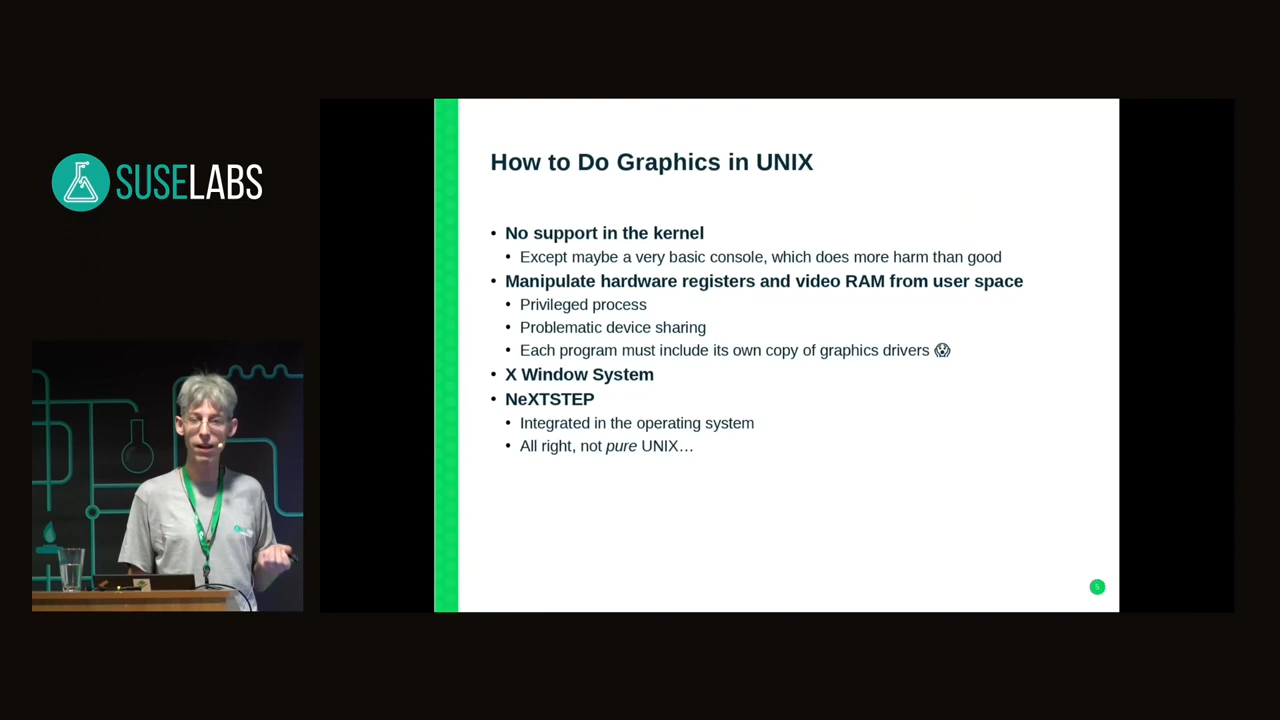 SUSELABS
How to Do Graphics in UNIX
• No support in the kernel
• Except maybe a very basic console, which does more harm than good
• Manipulate hardware registers and video RAM from user space
• Privileged process
• Problematic device sharing
• Each program must include its own copy of graphics drivers 😱
• X Window System
• NeXTSTEP
• Integrated in the operating system
• All right, not pure UNIX…
5